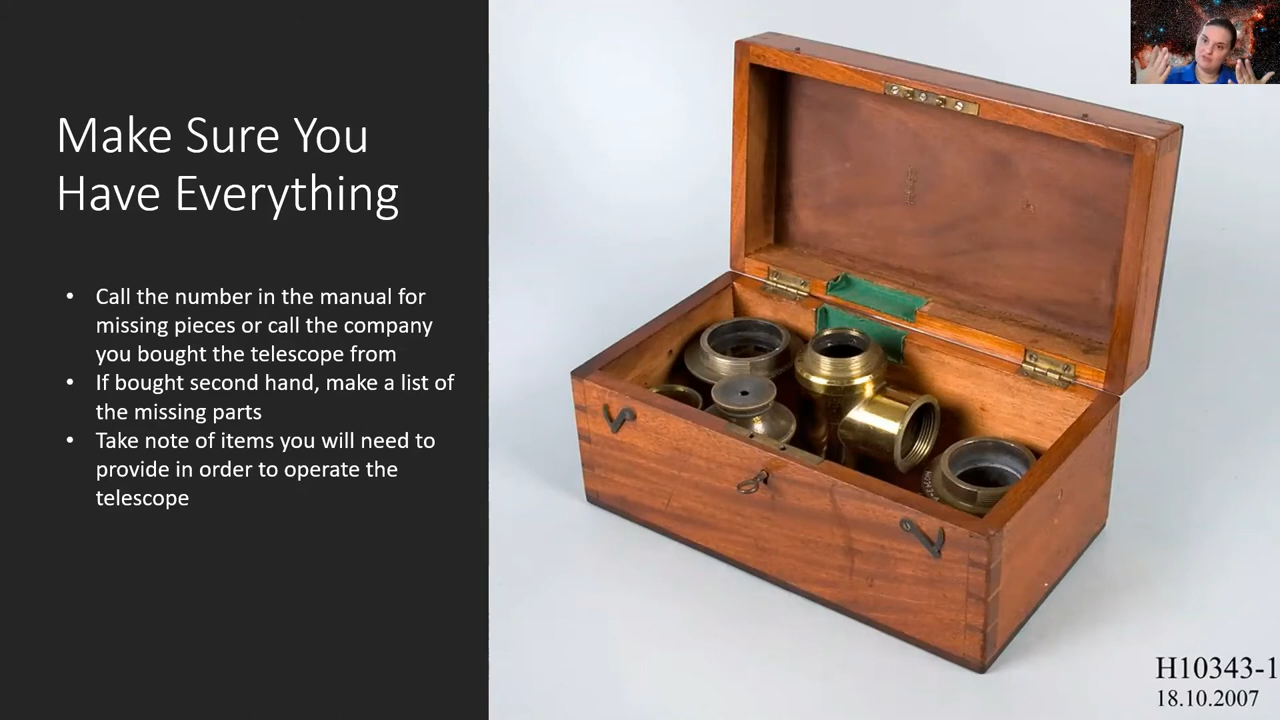 Make Sure You
Have Everything
• Call the number in the manual for
missing pieces or call the company
you bought the telescope from
• If bought second hand, make a list of
the missing parts
• Take note of items you will need to
provide in order to operate the
telescope
H10343-1
18.10.2007